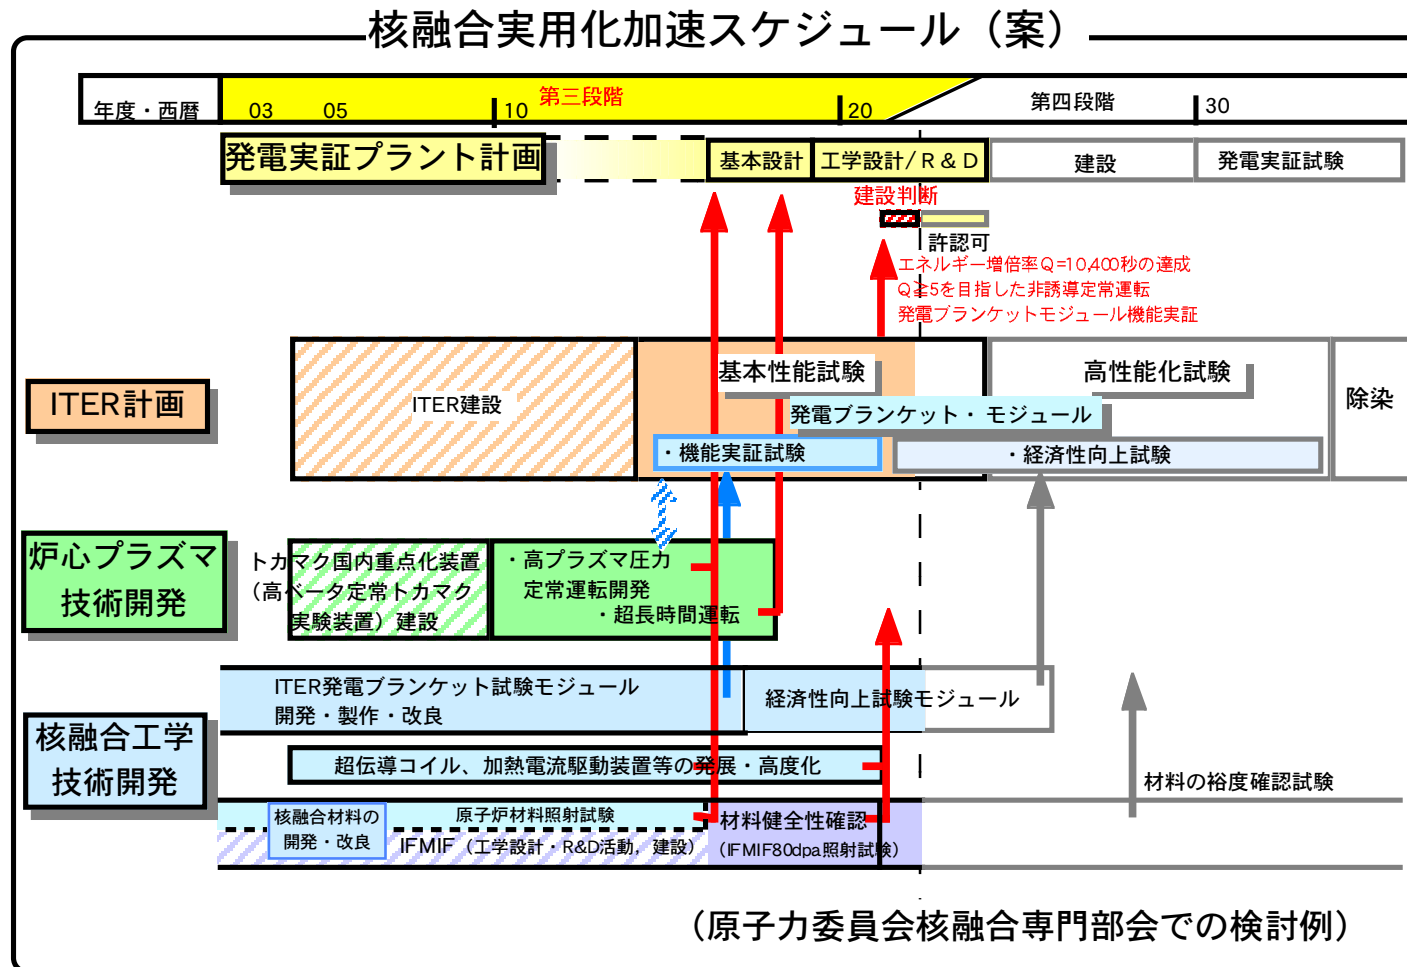 核融合実用化加速スケジュール（案）
年度・西暦 03 05 10 第三段階 20 第四段階 30
発電実証プラント計画 基本設計 工学設計/R＆D 建設 発電実証試験
建設判断
許認可
エネルギー増倍率Q=10,400秒の達成
Q≧5を目指した非誘導定常運転
発電ブランケットモジュール機能実証
ITER計画
ITER建設
基本性能試験
高性能化試験
除染
発電ブランケット・モジュール
・機能実証試験
・経済性向上試験
炉心プラズマ
技術開発
トカマク国内重点化装置
（高ベータ定常トカマク
実験装置）建設
・高プラズマ圧力
定常運転開発
・超長時間運転
核融合工学
技術開発
ITER発電ブランケット試験モジュール
開発・製作・改良
経済性向上試験モジュール
超伝導コイル、加熱電流駆動装置等の発展・高度化
核融合材料の
開発・改良
原子炉材料照射試験
IFMIF（工学設計・R&D活動，建設）
材料健全性確認
（IFMIF80dpa照射試験）
材料の裕度確認試験
（原子力委員会核融合専門部会での検討例）